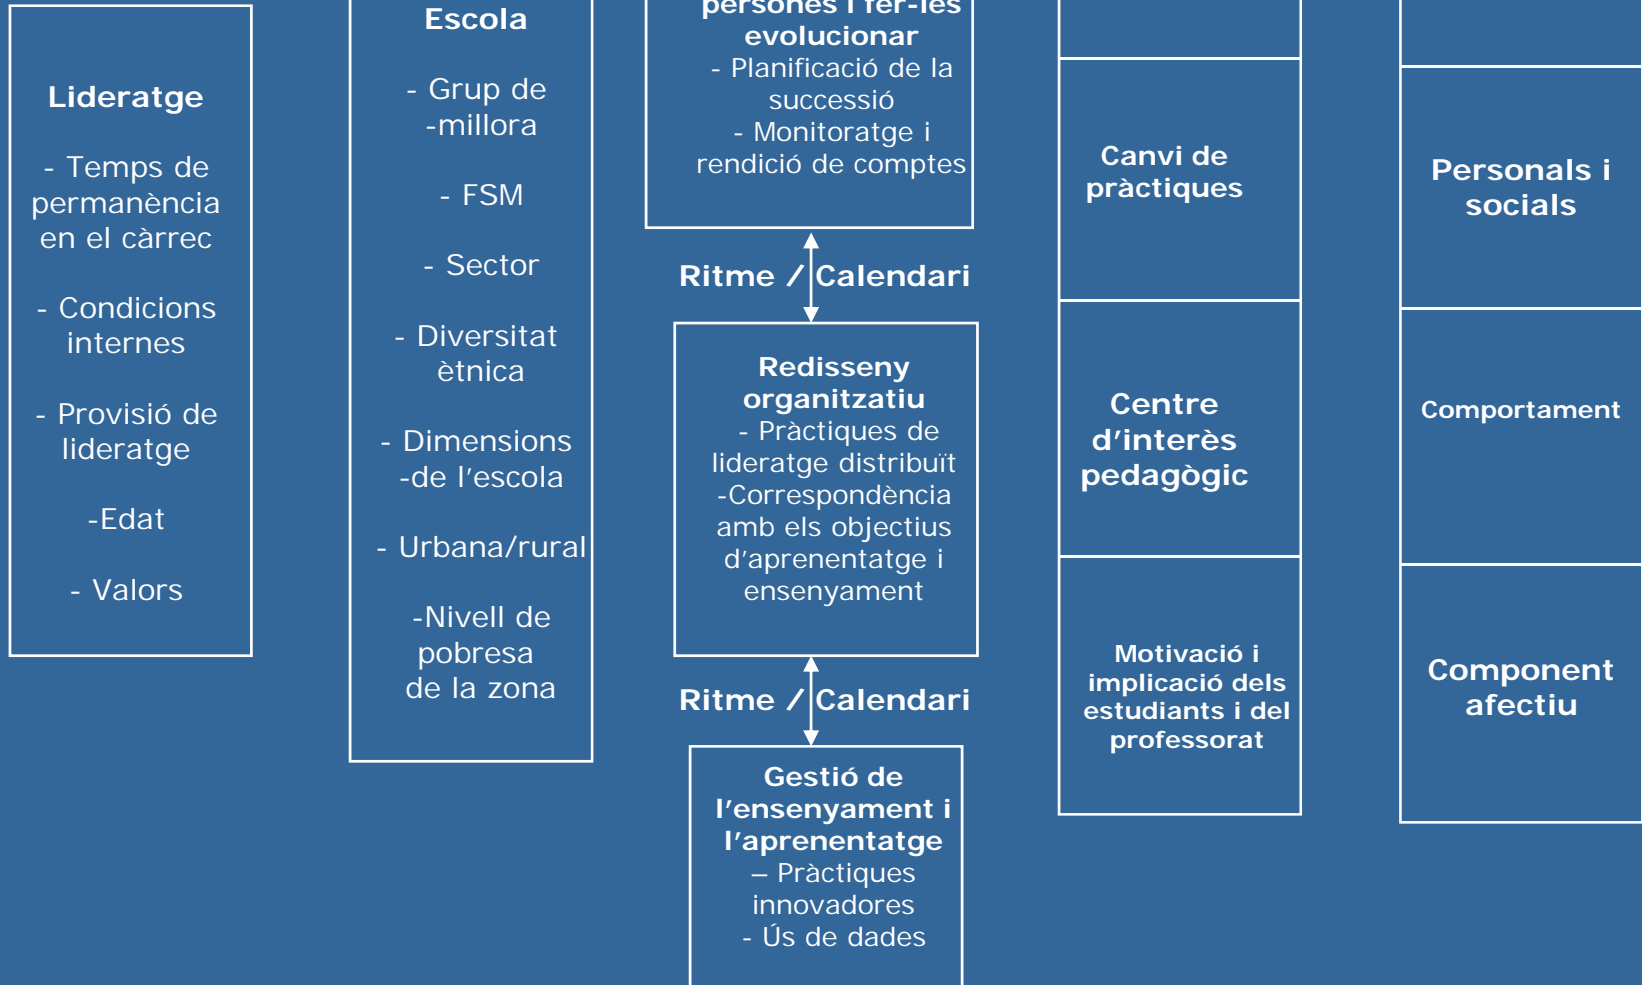 Lideratge
- Temps de
permanència
en el càrrec
- Condicions
internes
- Provisió de
lideratge
-Edat
- Valors
Escola
- Grup de
-millora
- FSM
- Sector
- Diversitat
ètnica
- Dimensions
-de l'escola
- Urbana/rural
-Nivell de
pobresa
de la zona
persones i fer-les
evolucionar
- Planificació de la
successió
- Monitoratge i
rendició de comptes
Ritme / Calendari
Redisseny
organitzatiu
- Pràctiques de
lideratge distribuït
-Correspondència
amb els objectius
d'aprenentatge i
ensenyament
Ritme / Calendari
Gestió de
l'ensenyament i
l'aprenentatge
– Pràctiques
innovadores
- Ús de dades
Canvi de
pràctiques
Centre
d'interès
pedagògic
Motivació i
implicació dels
estudiants i del
professorat
Personals i
socials
Comportament
Component
afectiu